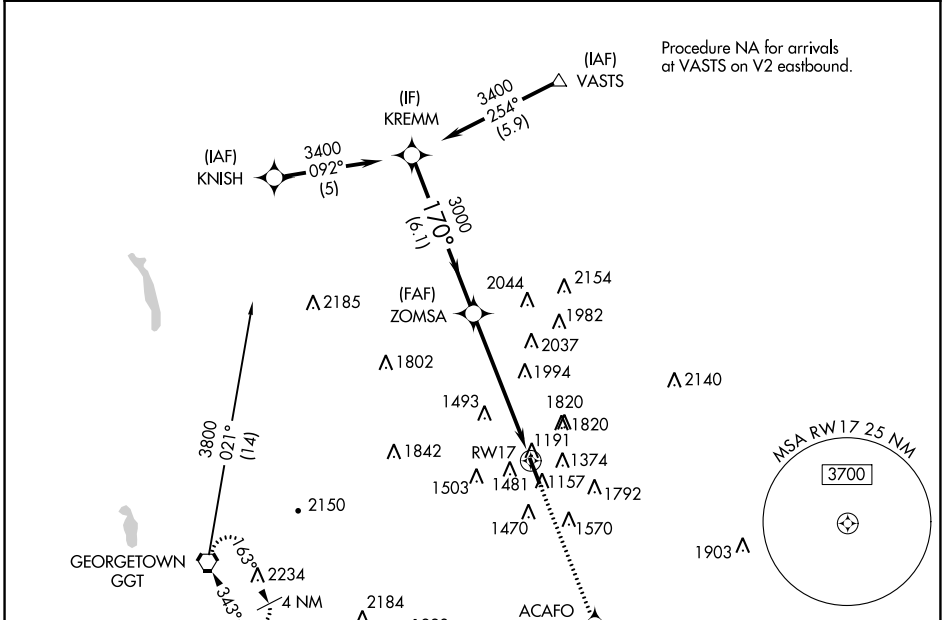 Procedure NA for arrivals
at VASTS on V2 eastbound.
(IAF)
VASTS
3400
254°
(5.9)
(IF)
KREMM
(IAF)
KNISH
3400
092°
(5)
3000
170°
(6.1)
(FAF)
ZOMSA
2044
2154
2185
1982
2037
1802
1994
2140
1493
1820
1820
3800
021°
(14)
1842
RW17
1191
1374
MSA RW17 25 NM
3700
1503
1481
1157
1792
2150
1470
1570
1903
GEORGETOWN
GGT
163°
2234
343°
4 NM
2184
ACAFO